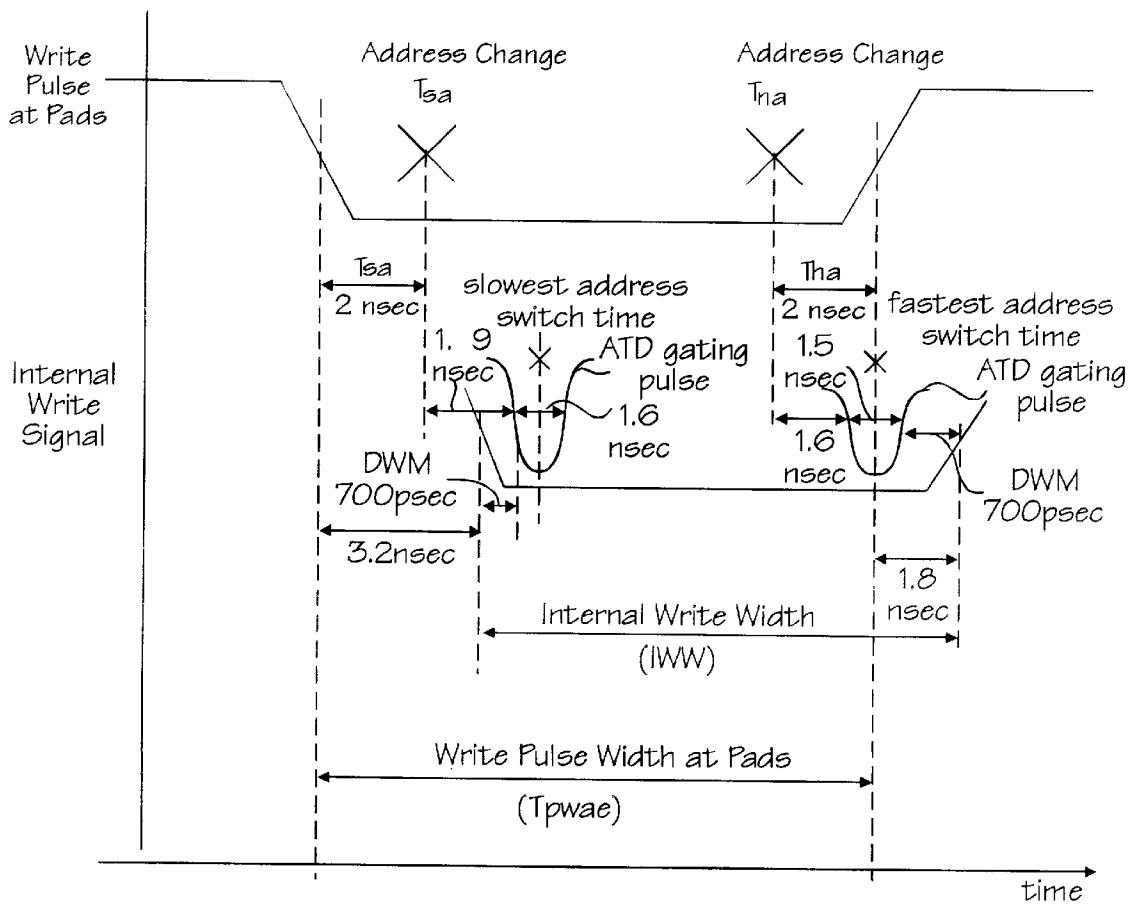 Write
Pulse
at Pads
Address Change
Tsa
Address Change
Tna
Tsa
2 nsec
Tha
2 nsec
slowest address
switch time
fastest address
switch time
Internal
Write
Signal
1. 9
nsec
ATD gating
pulse
1.6
nsec
1.5
nsec
1.6
nsec
ATD gating
pulse
DWM
700psec
DWM
700psec
3.2nsec
1.8
nsec
Internal Write Width
(IWW)
Write Pulse Width at Pads
(Tpwae)
time